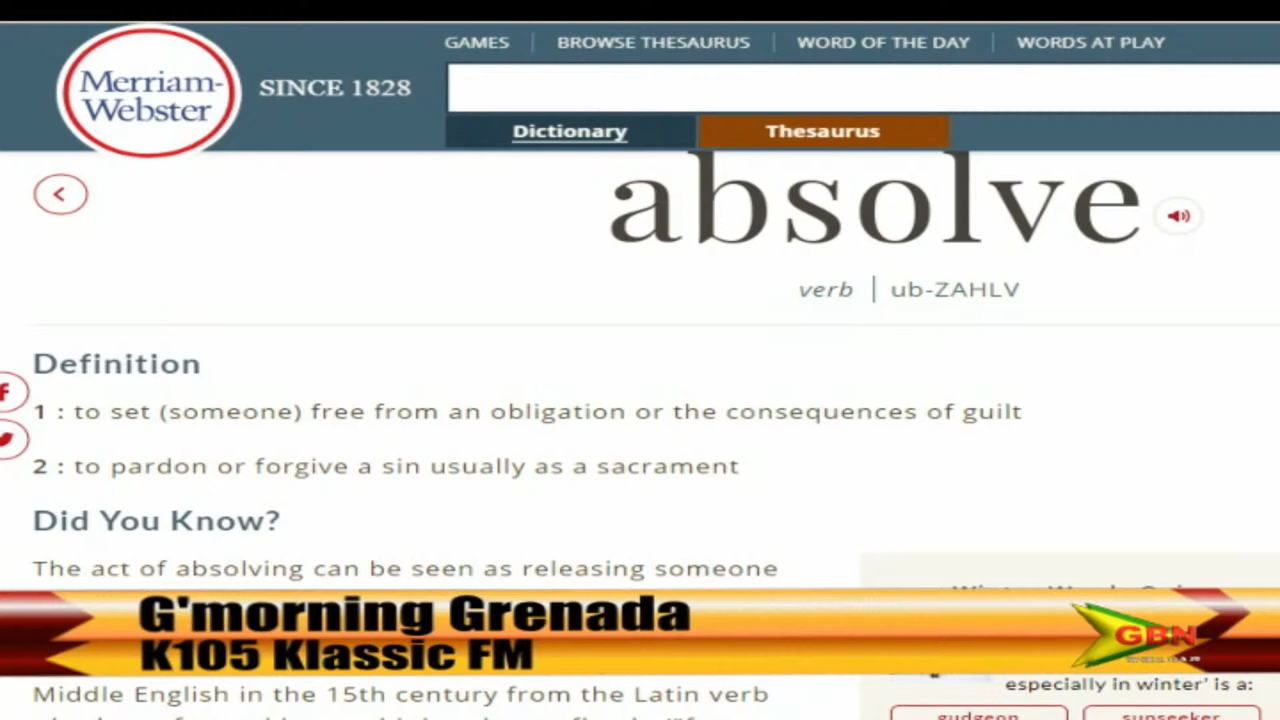 GAMES BROWSE THESAURUS WORD OF THE DAY WORDS AT PLAY
Merriam-
Webster
SINCE 1828
Dictionary Thesaurus
absolve
verb ub-ZAHLV
Definition
1 : to set (someone) free from an obligation or the consequences of guilt
2 : to pardon or forgive a sin usually as a sacrament
Did You Know?
The act of absolving can be seen as releasing someone
G'morning Grenada
K105 Klassic FM
GBN
Middle English in the 15th century from the Latin verb
especially in winter' is a:
gudgeon sunseeker